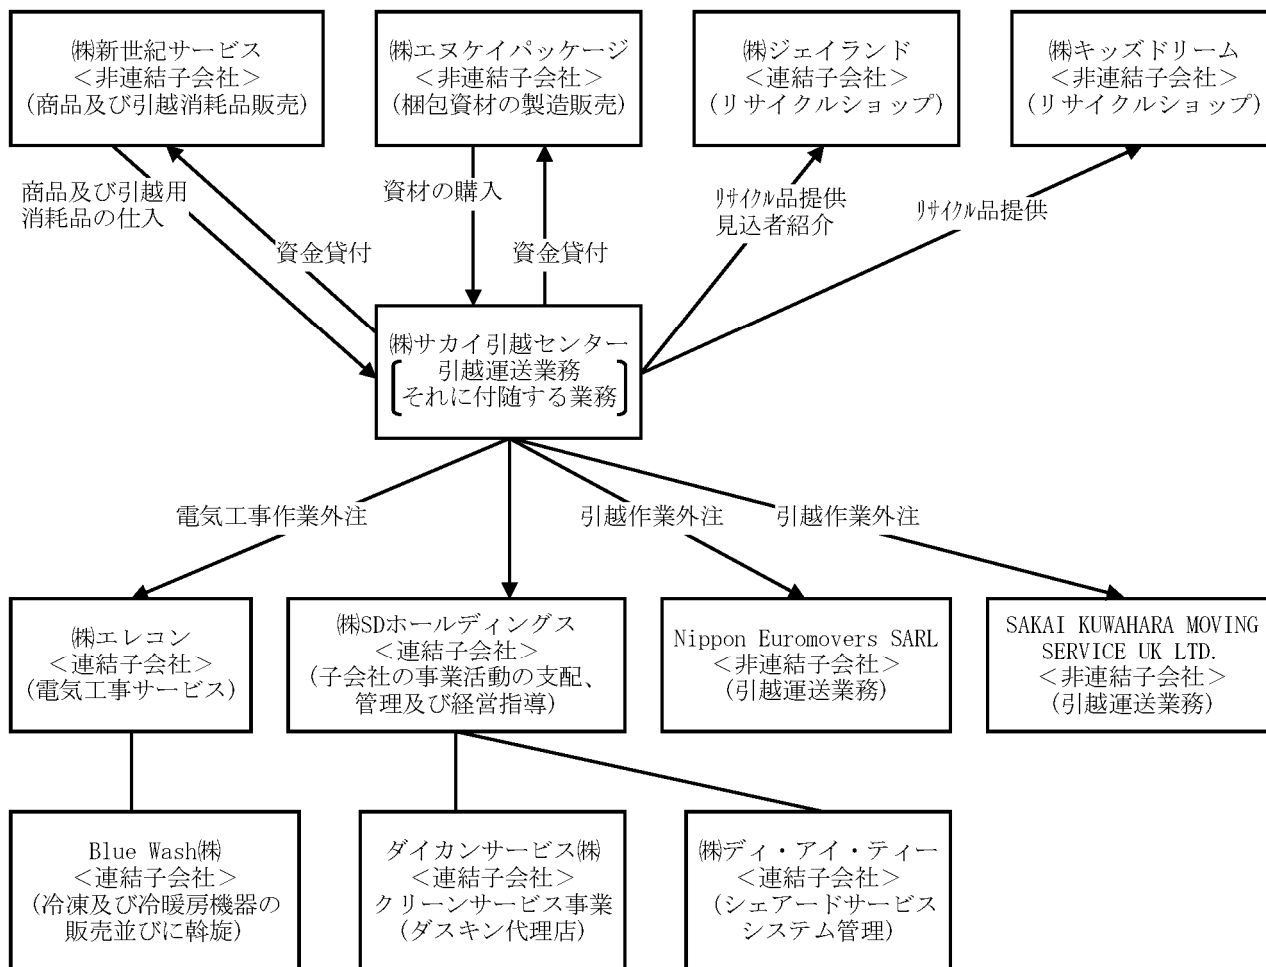 ㈱新世紀サービス
＜非連結子会社＞
(商品及び引越消耗品販売)
㈱エヌケイパッケージ
＜非連結子会社＞
(梱包資材の製造販売)
㈱ジェイランド
＜連結子会社＞
(リサイクルショップ)
㈱キッズドリーム
＜非連結子会社＞
(リサイクルショップ)
商品及び引越用
消耗品の仕入
資金貸付
資材の購入
資金貸付
ﾘｻｲｸﾙ品提供
見込者紹介
ﾘｻｲｸﾙ品提供
㈱サカイ引越センター
引越運送業務
それに付随する業務
電気工事作業外注
引越作業外注
引越作業外注
㈱エレコン
＜連結子会社＞
(電気工事サービス)
㈱SDホールディングス
＜連結子会社＞
(子会社の事業活動の支配、
管理及び経営指導)
Nippon Euromovers SARL
＜非連結子会社＞
(引越運送業務)
SAKAI KUWAHARA MOVING
SERVICE UK LTD.
＜非連結子会社＞
(引越運送業務)
Blue Wash㈱
＜連結子会社＞
(冷凍及び冷暖房機器の
販売並びに斡旋)
ダイカンサービス㈱
＜連結子会社＞
クリーンサービス事業
(ダスキン代理店)
㈱ディ・アイ・ティー
＜連結子会社＞
(シェアードサービス
システム管理)